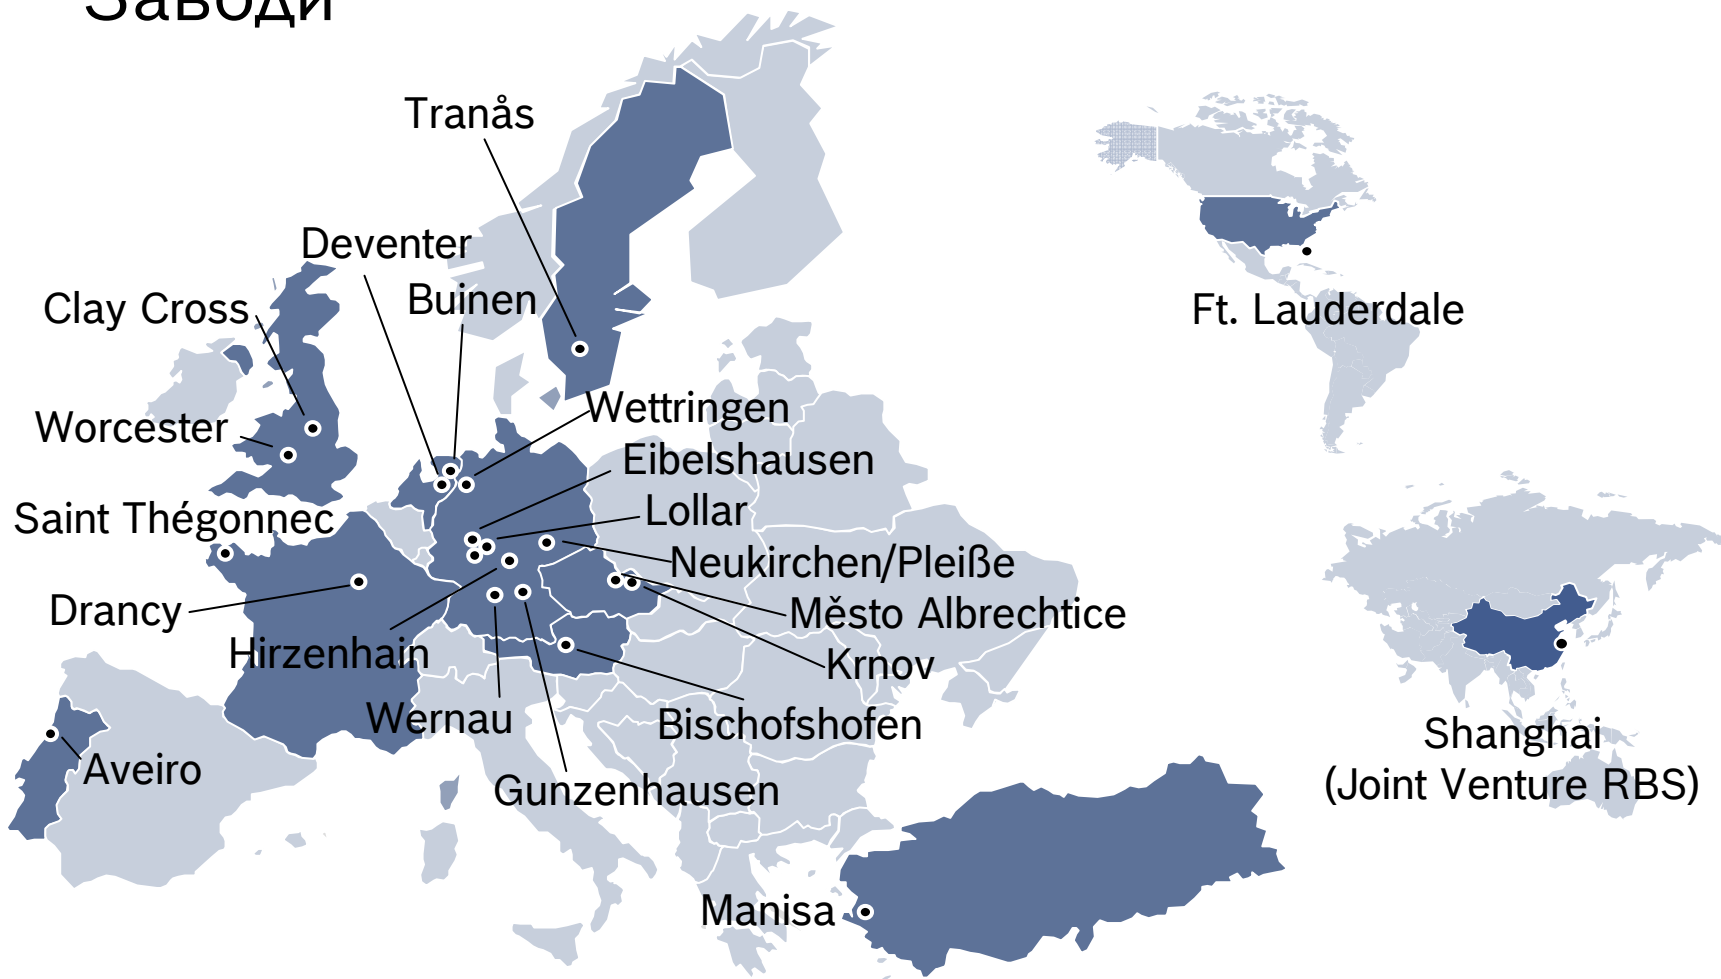 Заводи
Tranås
Deventer
Buinen
Clay Cross
Ft. Lauderdale
Wettringen
Worcester
Eibelshausen
Lollar
Saint Thégonnec
Neukirchen/Pleiße
Drancy
Město Albrechtice
Hirzenhain
Krnov
Wernau
Bischofshofen
Shanghai
(Joint Venture RBS)
Aveiro
Gunzenhausen
Manisa